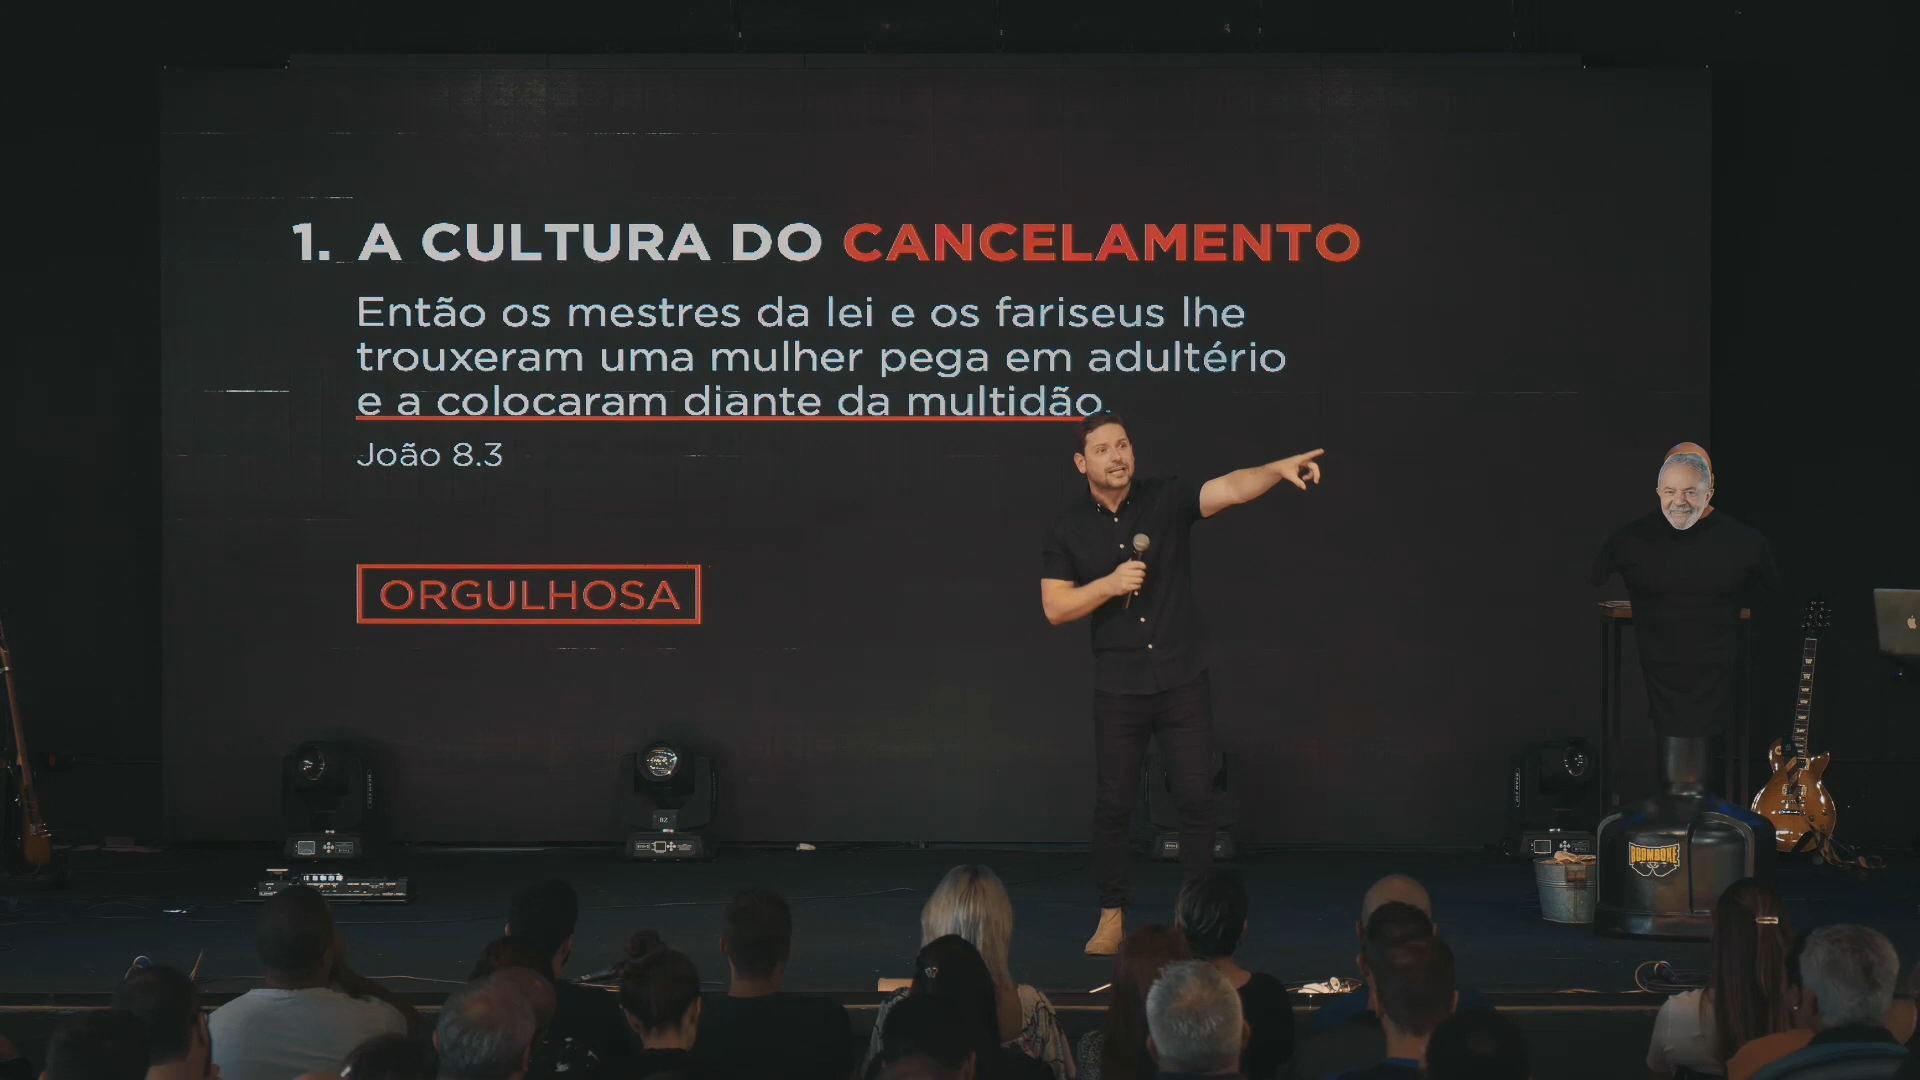 1. A CULTURA DO CANCELAMENTO
Então os mestres da lei e os fariseus lhe
trouxeram uma mulher pega em adultério
e a colocaram diante da multidão.
João 8.3
ORGULHOSA
BOOMBOXE